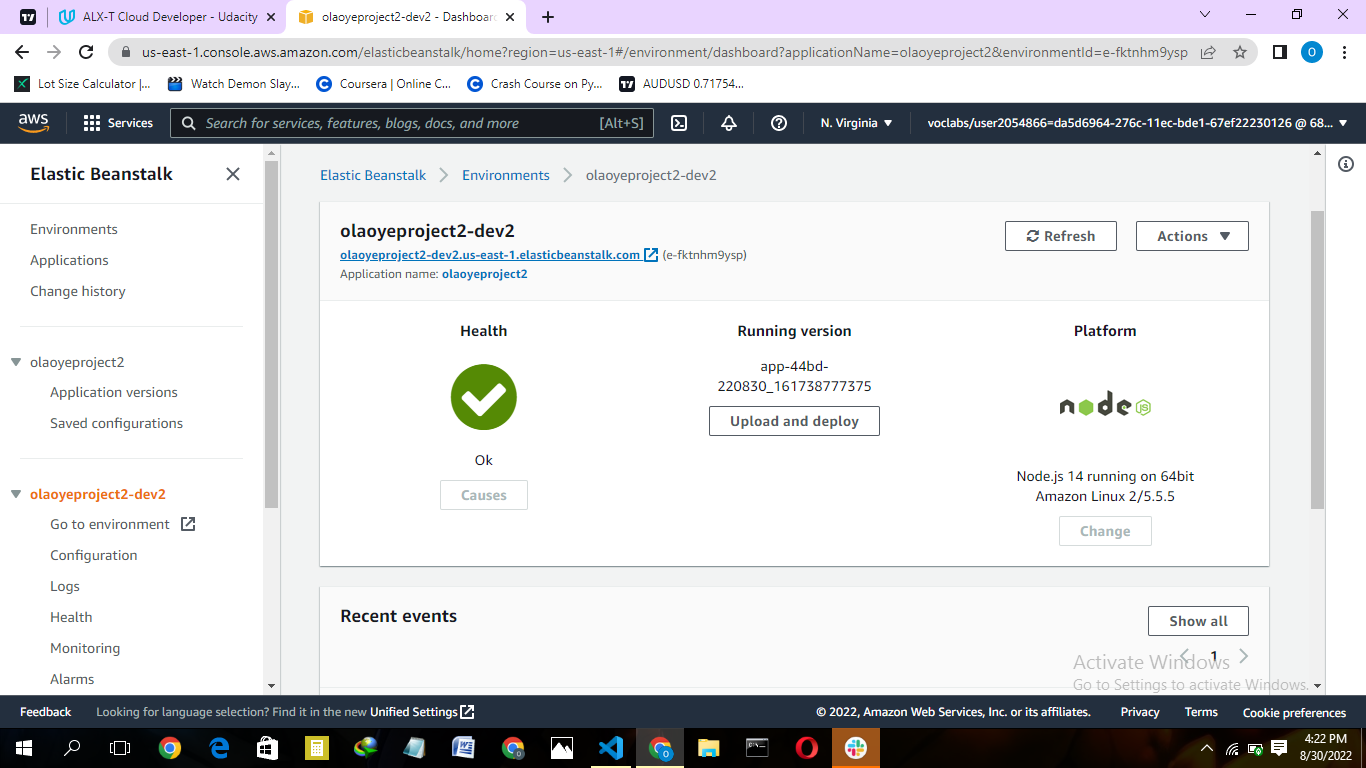 ALX-T Cloud Developer - Udacity
olaoyeproject2-dev2 - Dashboard
us-east-1.console.aws.amazon.com/elasticbeanstalk/home?region=us-east-1#/environment/dashboard?applicationName=olaoyeproject2&environmentId=e-fktnhm9ysp
O
Lot Size Calculator |...
Watch Demon Slay...
Coursera | Online C...
Crash Course on Py...
AUDUSD 0.71754...
aws
Services
Search for services, features, blogs, docs, and more
[Alt+S]
N. Virginia
voclabs/user2054866=da5d6964-276c-11ec-bde1-67ef22230126 @ 68...
Elastic Beanstalk
Environments
Applications
Change history
olaoyeproject2
Application versions
Saved configurations
olaoyeproject2-dev2
Go to environment
Configuration
Logs
Health
Monitoring
Alarms
Elastic Beanstalk
Environments
olaoyeproject2-dev2
olaoyeproject2-dev2
olaoyeproject2-dev2.us-east-1.elasticbeanstalk.com (e-fktnhm9ysp)
Application name: olaoyeproject2
Refresh
Actions
Health
Ok
Causes
Running version
app-44bd-
220830_161738777375
Upload and deploy
Platform
node JS
Node.js 14 running on 64bit
Amazon Linux 2/5.5.5
Change
Recent events
Show all
1
Activate Windows
Go to Settings to activate Windows.
Feedback
Looking for language selection? Find it in the new Unified Settings
© 2022, Amazon Web Services, Inc. or its affiliates.
Privacy
Terms
Cookie preferences
4:22 PM
8/30/2022